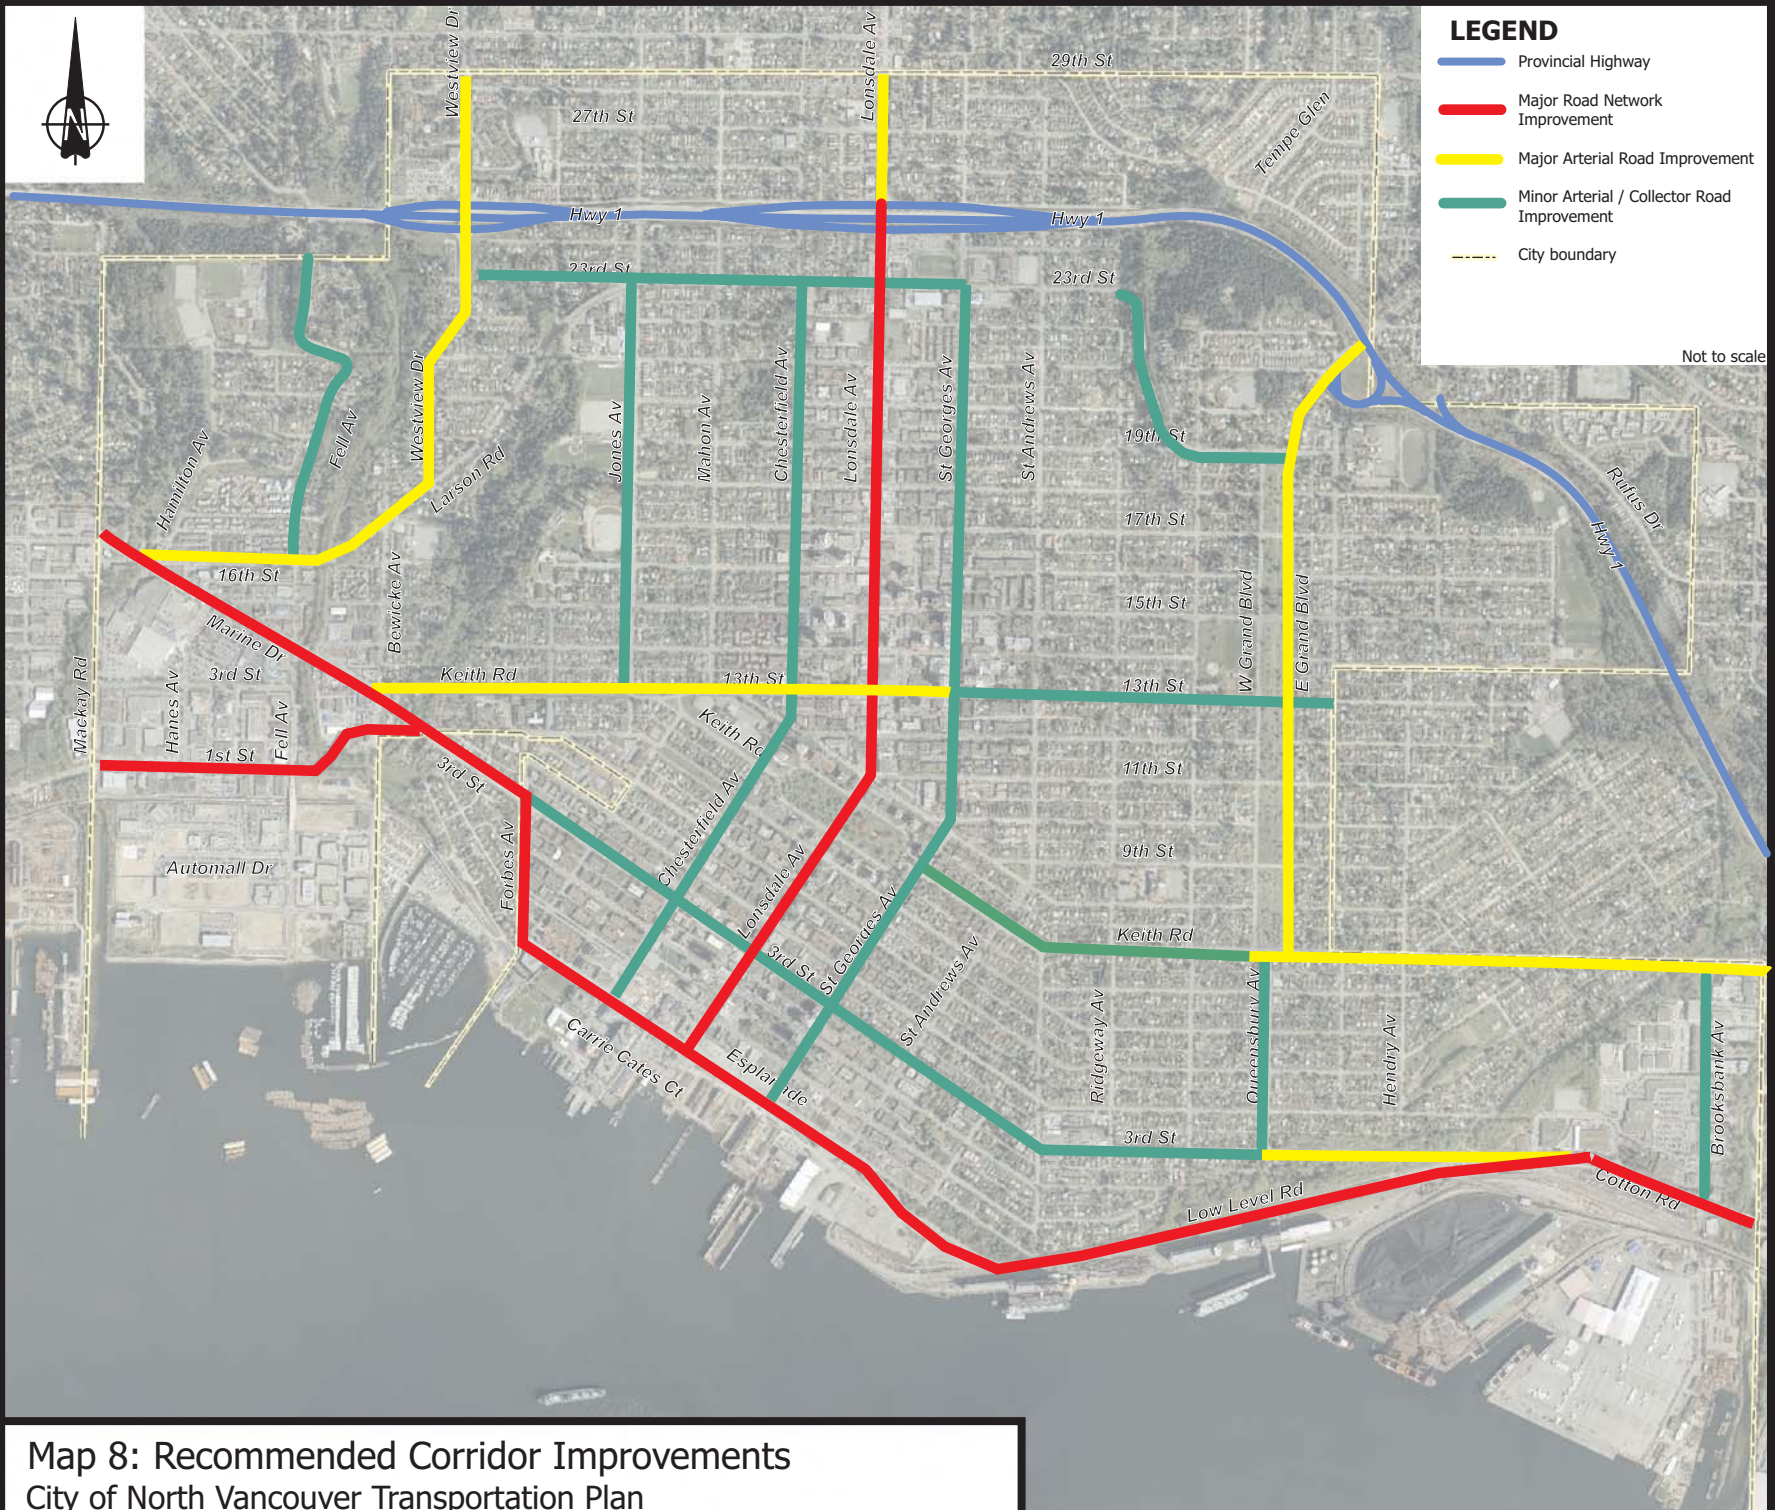 N
LEGEND
Provincial Highway
Major Road Network
Improvement
Major Arterial Road Improvement
Minor Arterial / Collector Road
Improvement
City boundary
Not to scale
Westview Dr
Lonsdale Av
29th St
27th St
Tempe Glen
Hwy 1
Hwy 1
23rd St
23rd St
Hamilton Av
Fell Av
Westview Dr
Larson Rd
Jones Av
Mahon Av
Chesterfield Av
Lonsdale Av
St Georges Av
St Andrews Av
19th St
17th St
Rufus Dr
Hwy 1
16th St
Bewicke Av
15th St
W Grand Blvd
E Grand Blvd
Marine Dr
3rd St
Keith Rd
13th St
13th St
Mackay Rd
Hanes Av
Fell Av
1st St
Keith Rd
3rd St
11th St
Chesterfield Av
Forbes Av
Automall Dr
Lonsdale Av
St Georges Av
9th St
Keith Rd
3rd St
St Andrews Av
Carrie Cates Ct
Esplanade
Ridgeway Av
Queensbury Av
Hendry Av
Brooksbank Av
3rd St
Low Level Rd
Cotton Rd
Map 8: Recommended Corridor Improvements
City of North Vancouver Transportation Plan